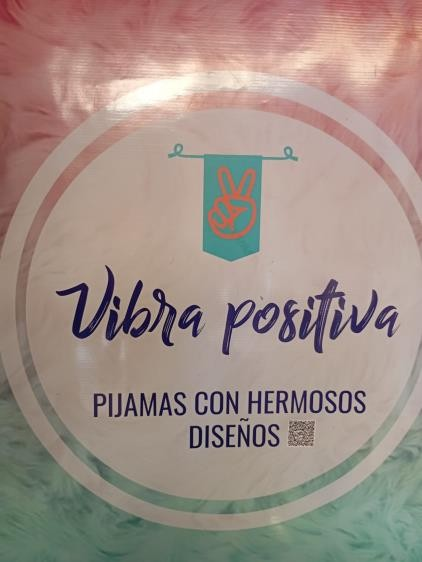 Vibra positiva
PIJAMAS CON HERMOSOS
DISEÑOS